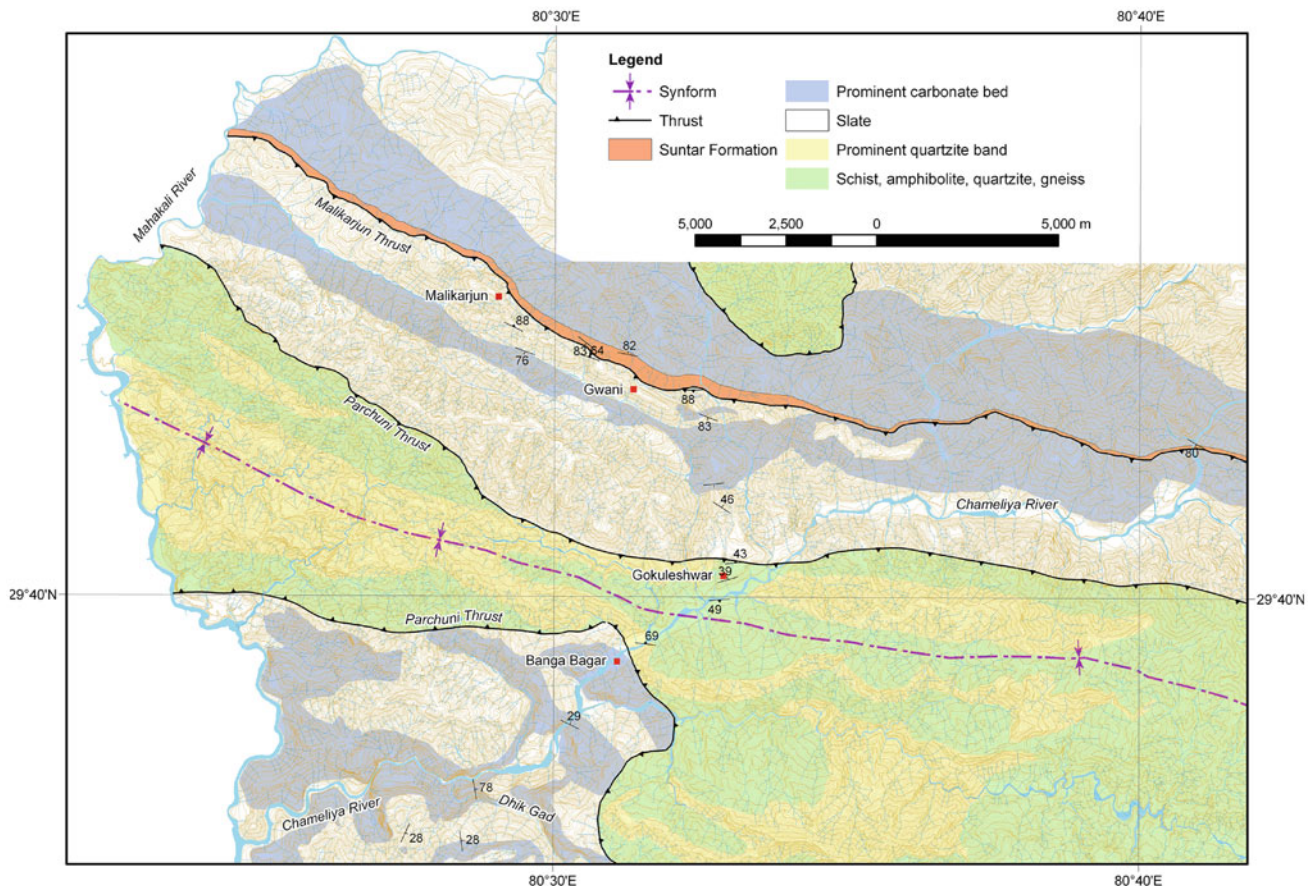 80°30'E
80°40'E
Legend
Synform
Thrust
Suntar Formation
Prominent carbonate bed
Slate
Prominent quartzite band
Schist, amphibolite, quartzite, gneiss
5,000
2,500
0
5,000 m
Mahakali River
Malikarjun Thrust
Malikarjun
88
76
83
64
82
Gwani
88
83
Parchuni Thrust
80
46
Chameliya River
43
Gokuleshwar
39
29°40'N
29°40'N
49
Parchuni Thrust
69
Banga Bagar
29
78
Chameliya River
Dhik Gad
28
28
80°30'E
80°40'E